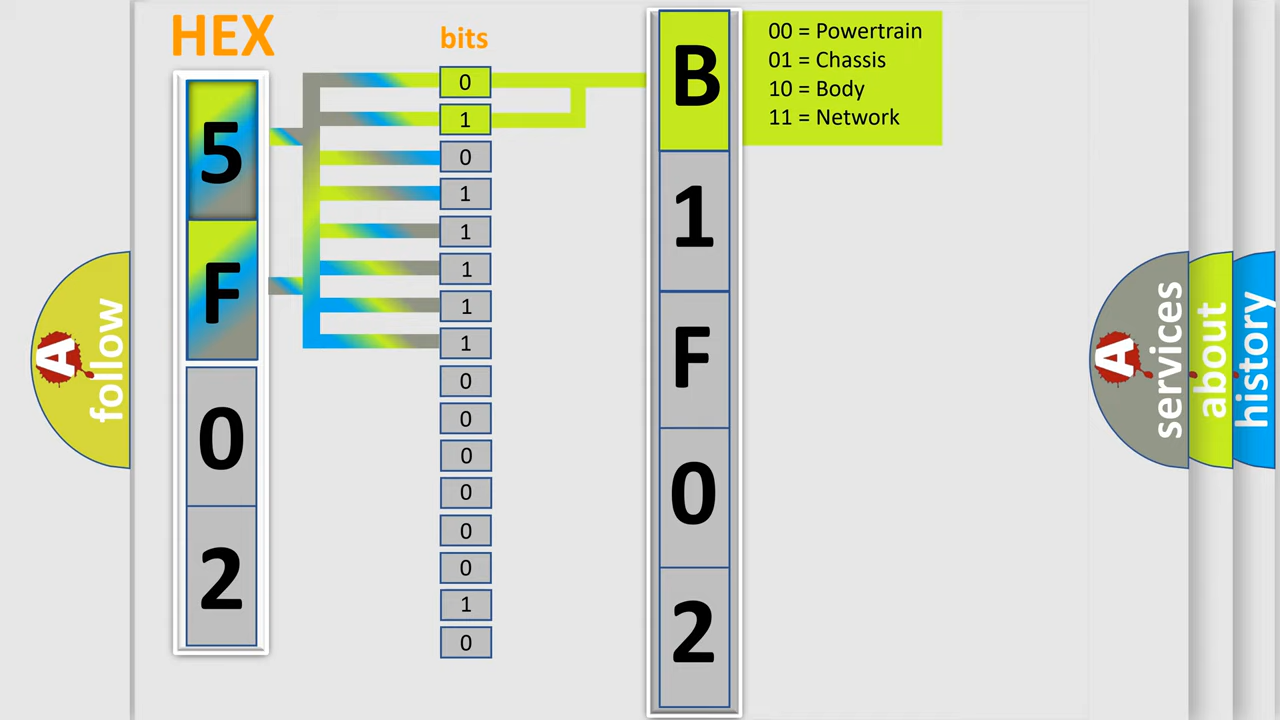 HEX
bits
5
F
0
2
0
1
0
1
1
1
1
1
0
0
0
0
0
0
1
0
B
1
F
0
2
00 = Powertrain
01 = Chassis
10 = Body
11 = Network
A
follow
A
services
about
history